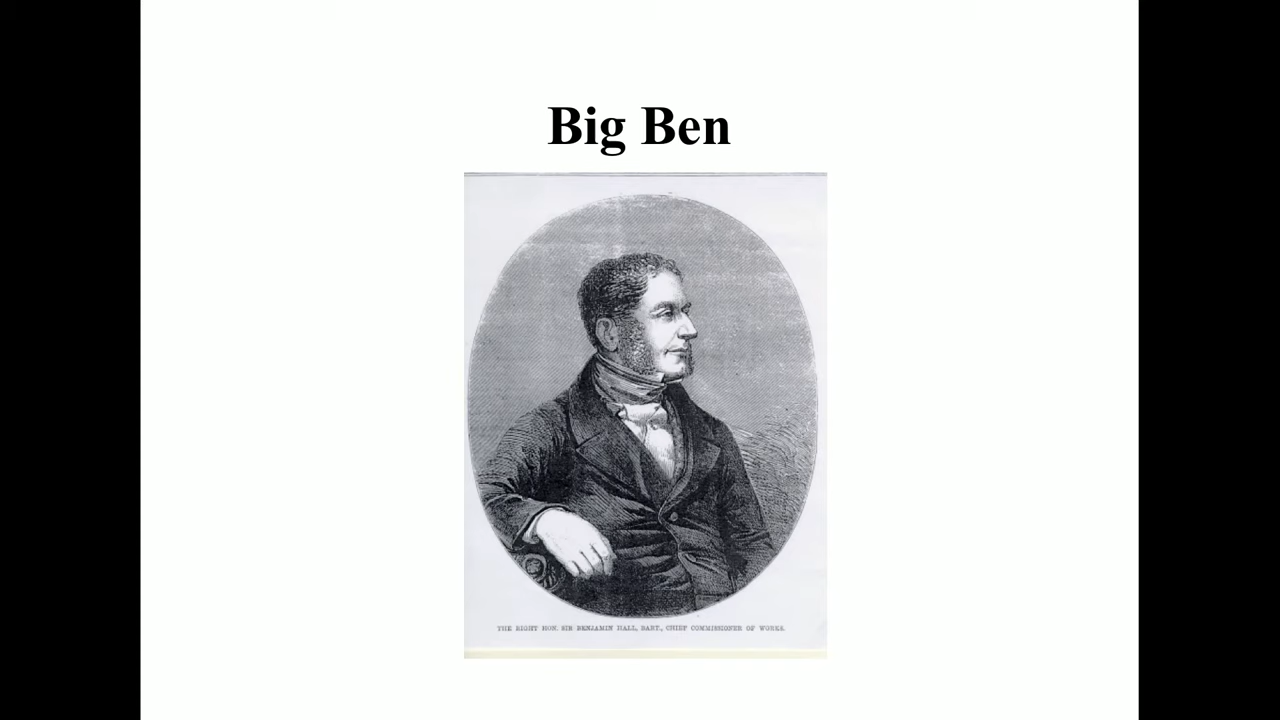 Big Ben
THE RIGHT HON. SIR BENJAMIN HALL, BART., CHIEF COMMISSIONER OF WORKS.